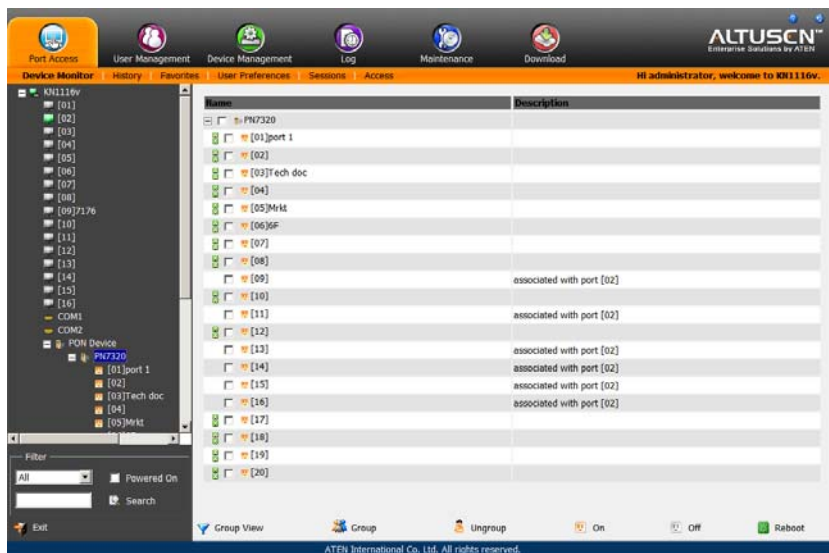 Port Access
User Management
Device Management
Log
Maintenance
Download
ALTUSEN™
Enterprise Solutions by ATEN
Device Monitor
History
Favorites
User Preferences
Sessions
Access
Hi administrator, welcome to KN1116v.
KN1116v
[01]
[02]
[03]
[04]
[05]
[06]
[07]
[08]
[09]7176
[10]
[11]
[12]
[13]
[14]
[15]
[16]
COM1
COM2
PON Device
PN7320
[01]port 1
[02]
[03]Tech doc
[04]
[05]Mrkt
Filter
All
Powered On
Search
Exit
Name Description
PN7320
[01]port 1
[02]
[03]Tech doc
[04]
[05]Mrkt
[06]6F
[07]
[08]
[09] associated with port [02]
[10]
[11] associated with port [02]
[12]
[13] associated with port [02]
[14] associated with port [02]
[15] associated with port [02]
[16] associated with port [02]
[17]
[18]
[19]
[20]
Group View
Group
Ungroup
On
Off
Reboot
ATEN International Co. Ltd. All rights reserved.